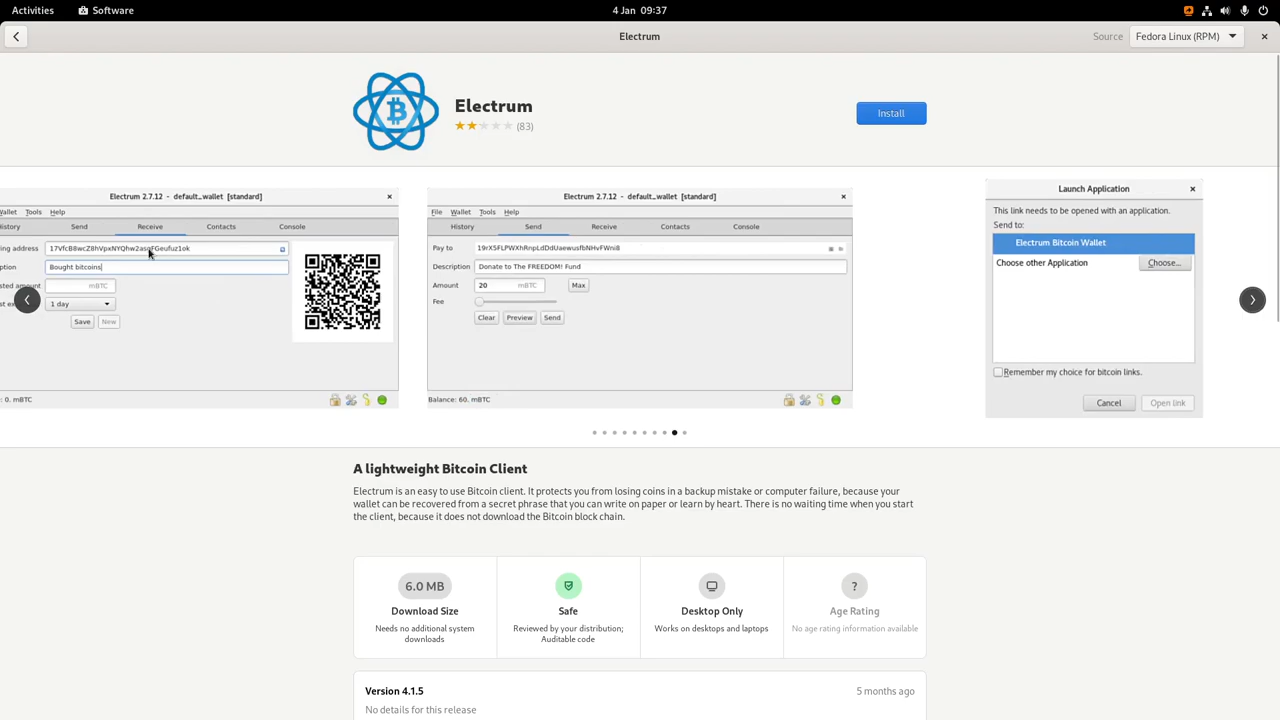 Activities Software 4 Jan 09:37
Electrum Source Fedora Linux (RPM)
Electrum
(83)
Install
Electrum 2.7.12 - default_wallet [standard]
Wallet Tools Help
History Send Receive Contacts Console
ing address 17VfcB8wcZ8hVpxNYQhw2asqFGeufuz1ok
ption Bought bitcoins
sted amount mBTC
1 day
Save New
: 0. mBTC
Electrum 2.7.12 - default_wallet [standard]
File Wallet Tools Help
History Send Receive Contacts Console
Pay to 19rX5FLPWXhRnpLdDdUaewusfbNHvFWni8
Description Donate to The FREEDOM! Fund
Amount 20 mBTC Max
Fee
Clear Preview Send
Balance: 60. mBTC
Launch Application
This link needs to be opened with an application.
Send to:
Electrum Bitcoin Wallet
Choose other Application Choose...
Remember my choice for bitcoin links.
Cancel Open link
A lightweight Bitcoin Client
Electrum is an easy to use Bitcoin client. It protects you from losing coins in a backup mistake or computer failure, because your
wallet can be recovered from a secret phrase that you can write on paper or learn by heart. There is no waiting time when you start
the client, because it does not download the Bitcoin block chain.
6.0 MB
Download Size
Needs no additional system
downloads
Safe
Reviewed by your distribution;
Auditable code
Desktop Only
Works on desktops and laptops
?
Age Rating
No age rating information available
Version 4.1.5 5 months ago
No details for this release